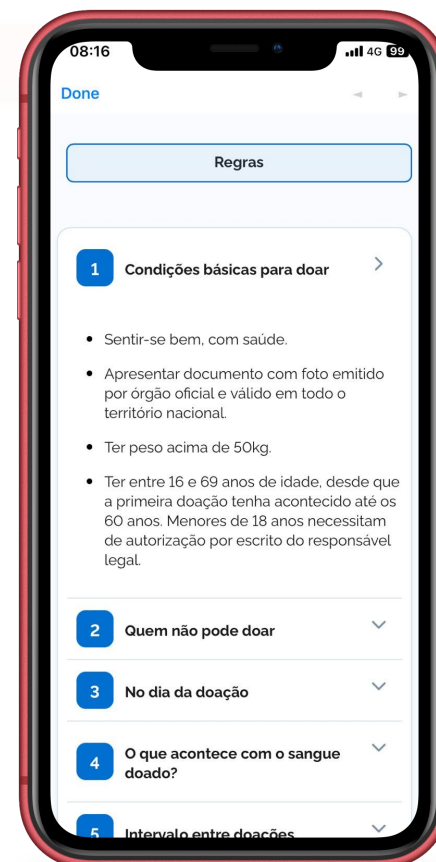 08:16
4G 99
Done
Regras
1 Condições básicas para doar
• Sentir-se bem, com saúde.
• Apresentar documento com foto emitido
por órgão oficial e válido em todo o
território nacional.
• Ter peso acima de 50kg.
• Ter entre 16 e 69 anos de idade, desde que
a primeira doação tenha acontecido até os
60 anos. Menores de 18 anos necessitam
de autorização por escrito do responsável
legal.
2 Quem não pode doar
3 No dia da doação
4 O que acontece com o sangue
doado?
5 Intervalo entre doações